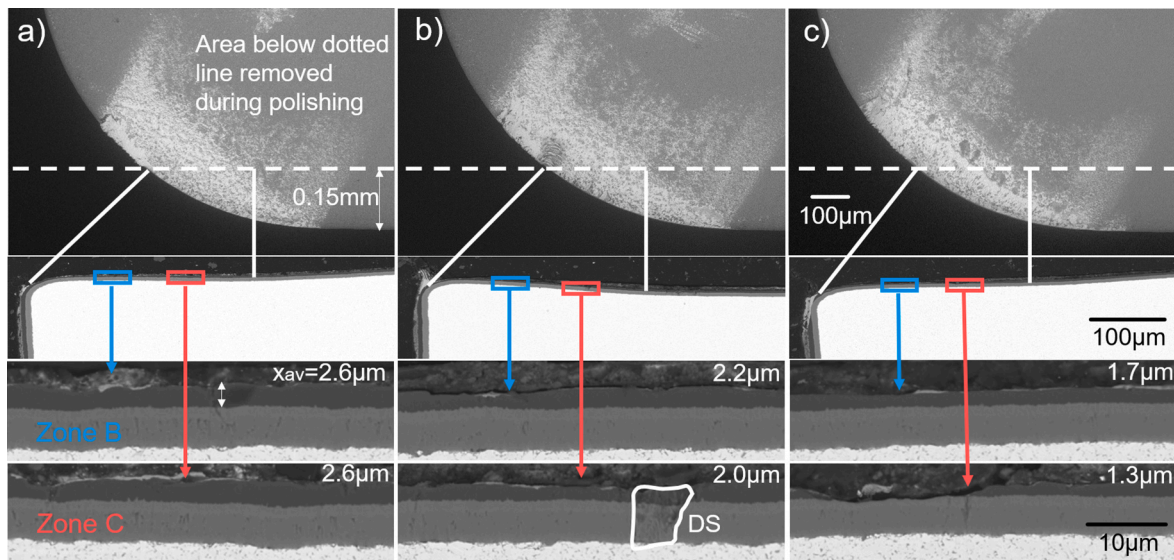 a)
Area below dotted
line removed
during polishing
0.15mm
b)
c)
100µm
100µm
xav=2.6µm
2.2µm
1.7µm
Zone B
2.6µm
2.0µm
1.3µm
Zone C
DS
10µm